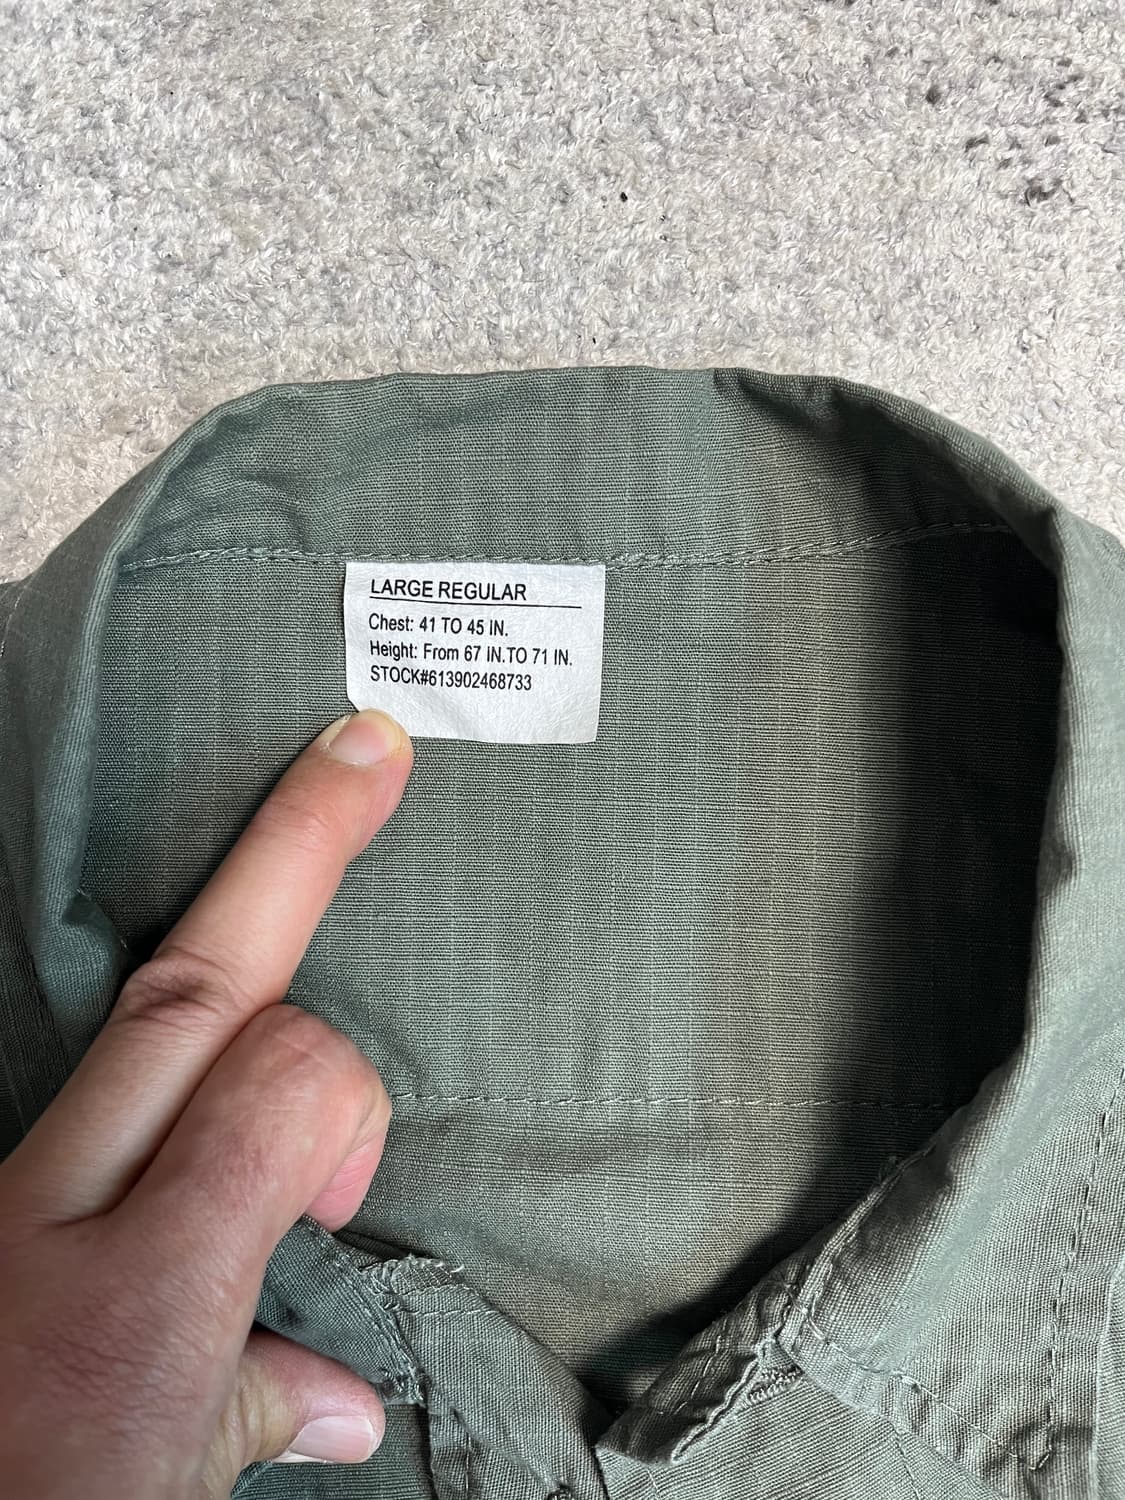 LARGE REGULAR
Chest: 41 TO 45 IN.
Height: From 67 IN.TO 71 IN.
STOCK#613902468733